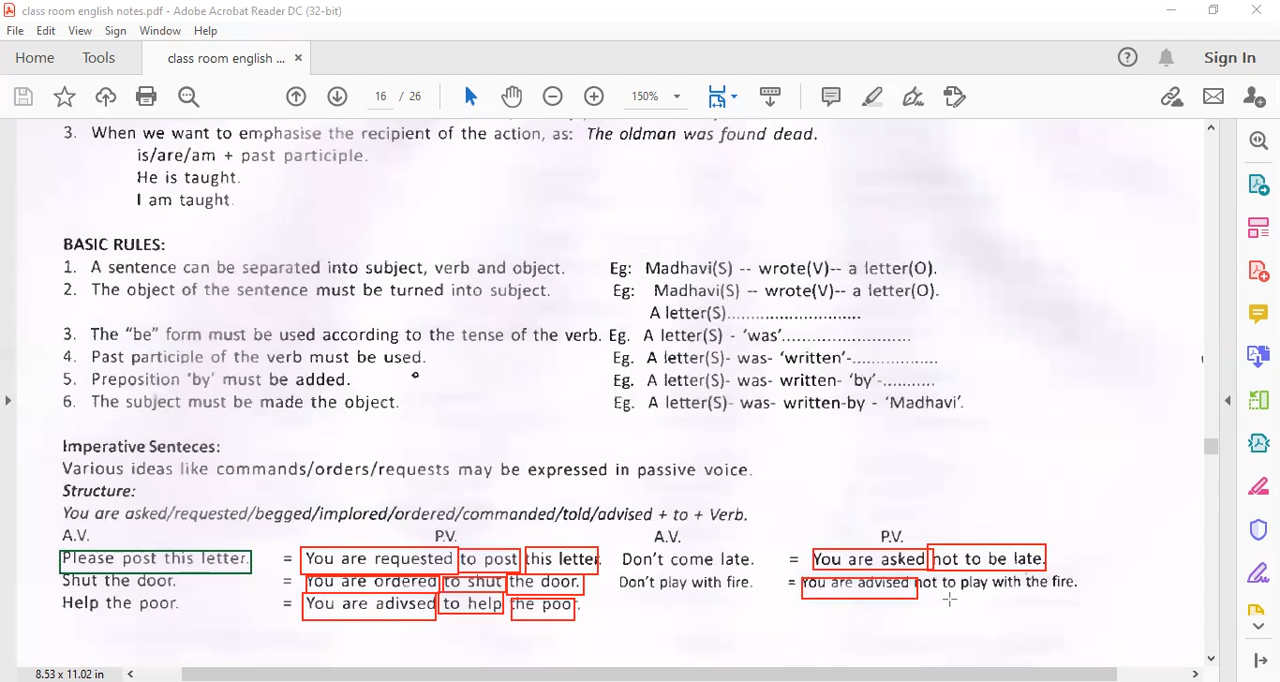 class room english notes.pdf - Adobe Acrobat Reader DC (32-bit)
File Edit View Sign Window Help
Home Tools class room english ... × Sign In
16 / 26 150%
3. When we want to emphasise the recipient of the action, as: The oldman was found dead.
is/are/am + past participle.
He is taught.
I am taught.
BASIC RULES:
1. A sentence can be separated into subject, verb and object. Eg: Madhavi(S) -- wrote(V)-- a letter(O).
2. The object of the sentence must be turned into subject. Eg: Madhavi(S) -- wrote(V)-- a letter(O).
A letter(S)............................
3. The "be" form must be used according to the tense of the verb. Eg. A letter(S) - 'was'..........................
4. Past participle of the verb must be used. Eg. A letter(S)- was- 'written'-..................
5. Preposition 'by' must be added. Eg. A letter(S)- was- written- 'by'-...........
6. The subject must be made the object. Eg. A letter(S)- was- written-by - 'Madhavi'.
Imperative Senteces:
Various ideas like commands/orders/requests may be expressed in passive voice.
Structure:
You are asked/requested/begged/implored/ordered/commanded/told/advised + to + Verb.
A.V. P.V. A.V. P.V.
Please post this letter. = You are requested to post this letter. Don't come late. = You are asked not to be late.
Shut the door. = You are ordered to shut the door. Don't play with fire. = You are advised not to play with the fire.
Help the poor. = You are adivsed to help the poor.
8.53 x 11.02 in